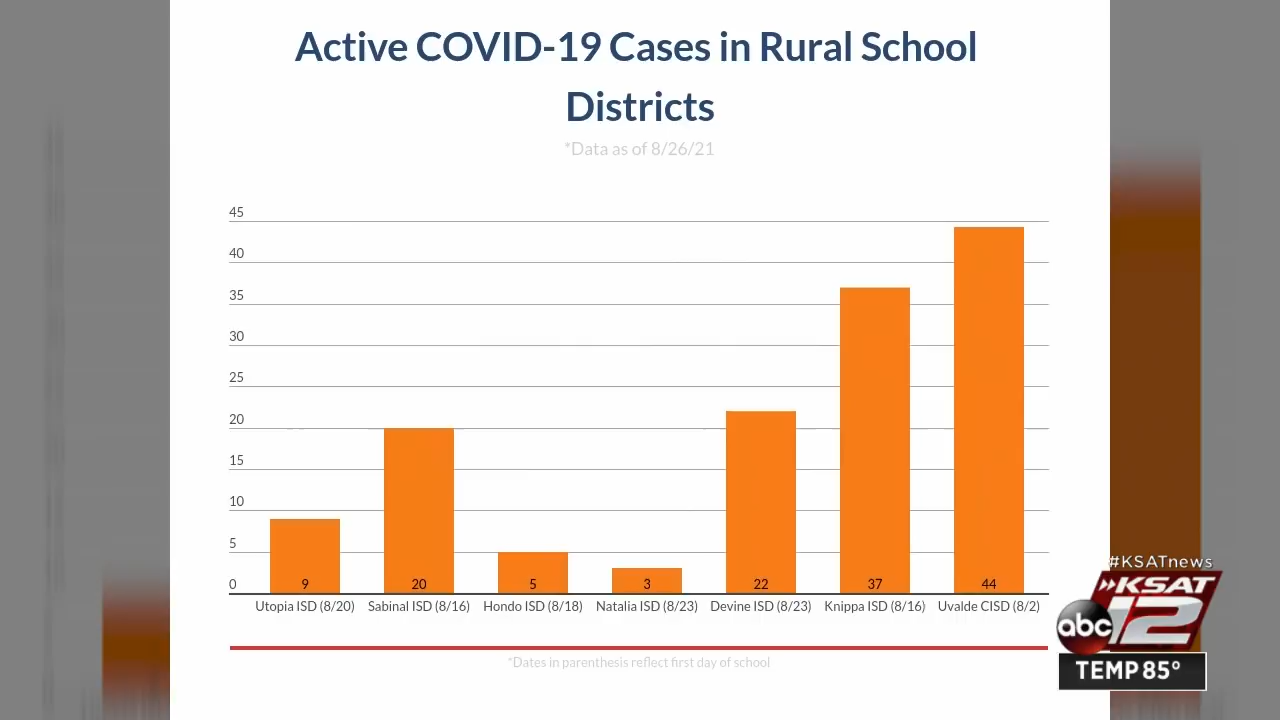 Active COVID-19 Cases in Rural School
Districts
*Data as of 8/26/21
45
40
35
30
25
20
15
10
5
0
9
20
5
3
22
37
44
Utopia ISD (8/20)
Sabinal ISD (8/16)
Hondo ISD (8/18)
Natalia ISD (8/23)
Devine ISD (8/23)
Knippa ISD (8/16)
Uvalde CISD (8/2)
*Dates in parenthesis reflect first day of school
#KSATnews
KSAT
abc 12
TEMP 85°